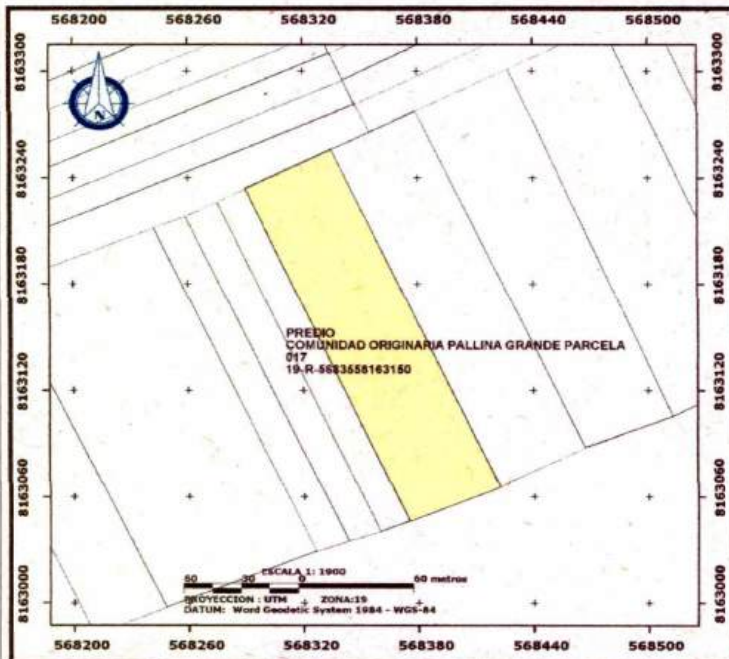 568200 568260 568320 568380 568440 568500
8163300 8163300
N
8163240 8163240
8163180 8163180
PREDIO
COMUNIDAD ORIGINARIA PALLINA GRANDE PARCELA
017
19-R-5683558163150
8163120 8163120
8163060 8163060
ESCALA 1: 1900
60 30 0 60 metros
PROYECCION : UTM ZONA:19
DATUM: Word Geodetic System 1984 - WGS-84
8163000 8163000
568200 568260 568320 568380 568440 568500